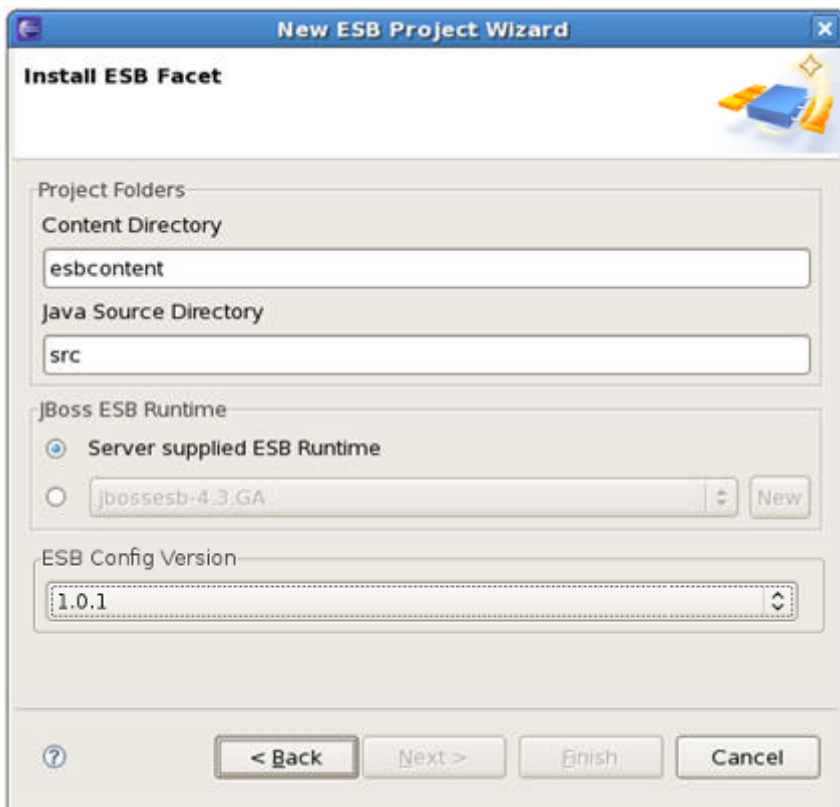 New ESB Project Wizard
Install ESB Facet
Project Folders
Content Directory
esbcontent
Java Source Directory
src
JBoss ESB Runtime
Server supplied ESB Runtime
jbossesb-4.3.GA
New
ESB Config Version
1.0.1
?
< Back
Next >
Finish
Cancel